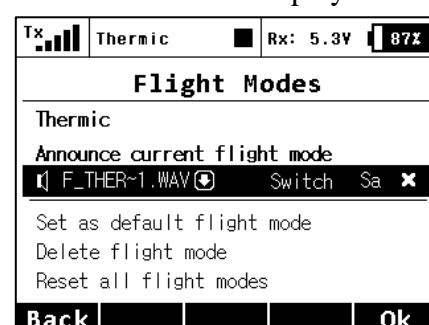 Tx Thermic Rx: 5.3V 87%
Flight Modes
Thermic
Announce current flight mode
F_THER~1.WAV Switch Sa
Set as default flight mode
Delete flight mode
Reset all flight modes
Back Ok